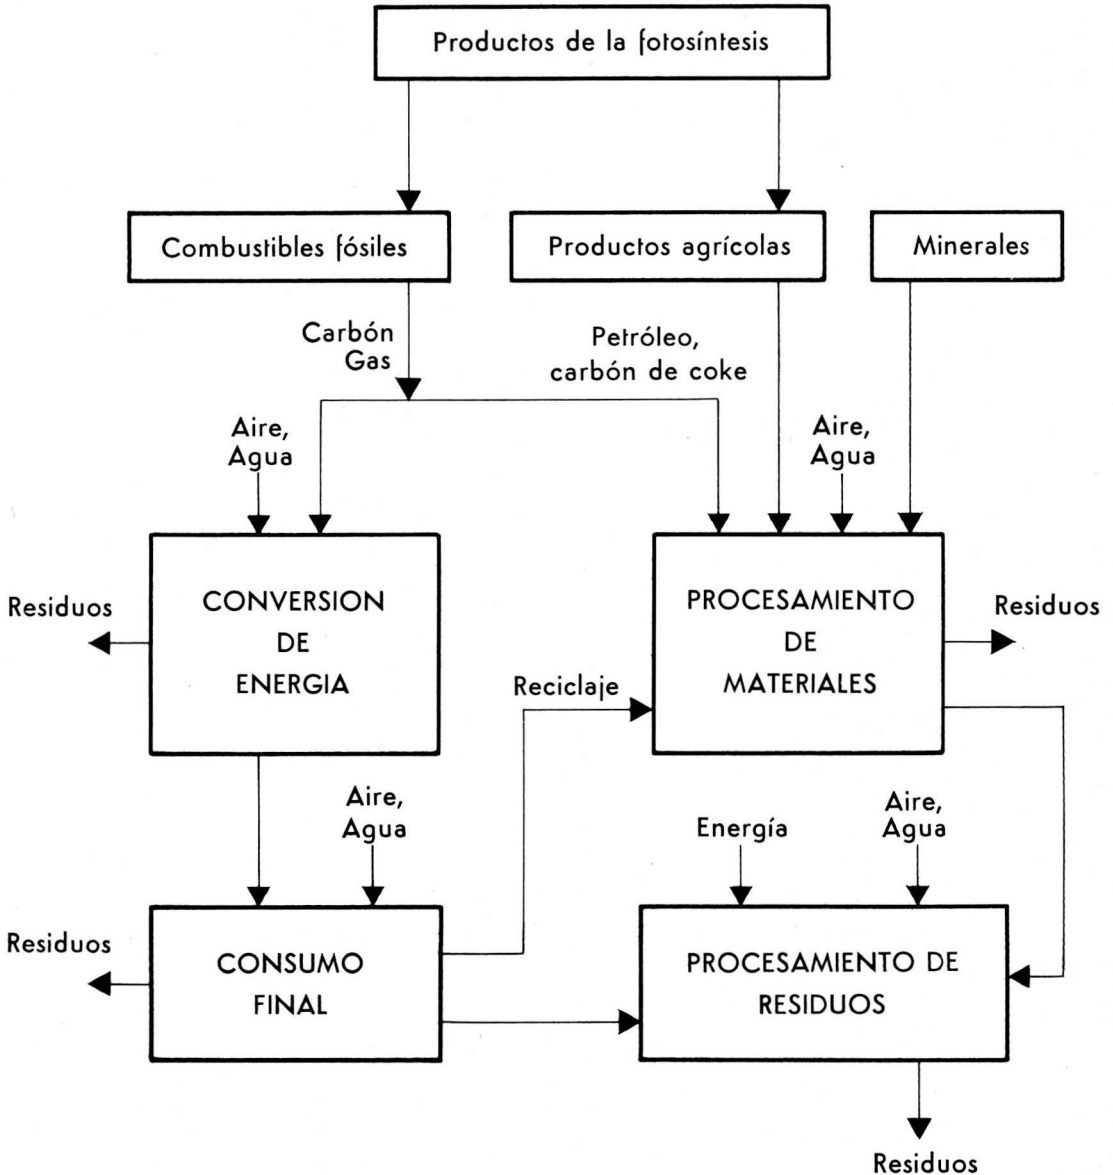 Productos de la fotosíntesis
Combustibles fósiles
Productos agrícolas
Minerales
Carbón
Gas
Petróleo,
carbón de coke
Aire,
Agua
Aire,
Agua
Residuos
CONVERSION
DE
ENERGIA
PROCESAMIENTO
DE
MATERIALES
Residuos
Reciclaje
Aire,
Agua
Energía
Aire,
Agua
Residuos
CONSUMO
FINAL
PROCESAMIENTO DE
RESIDUOS
Residuos